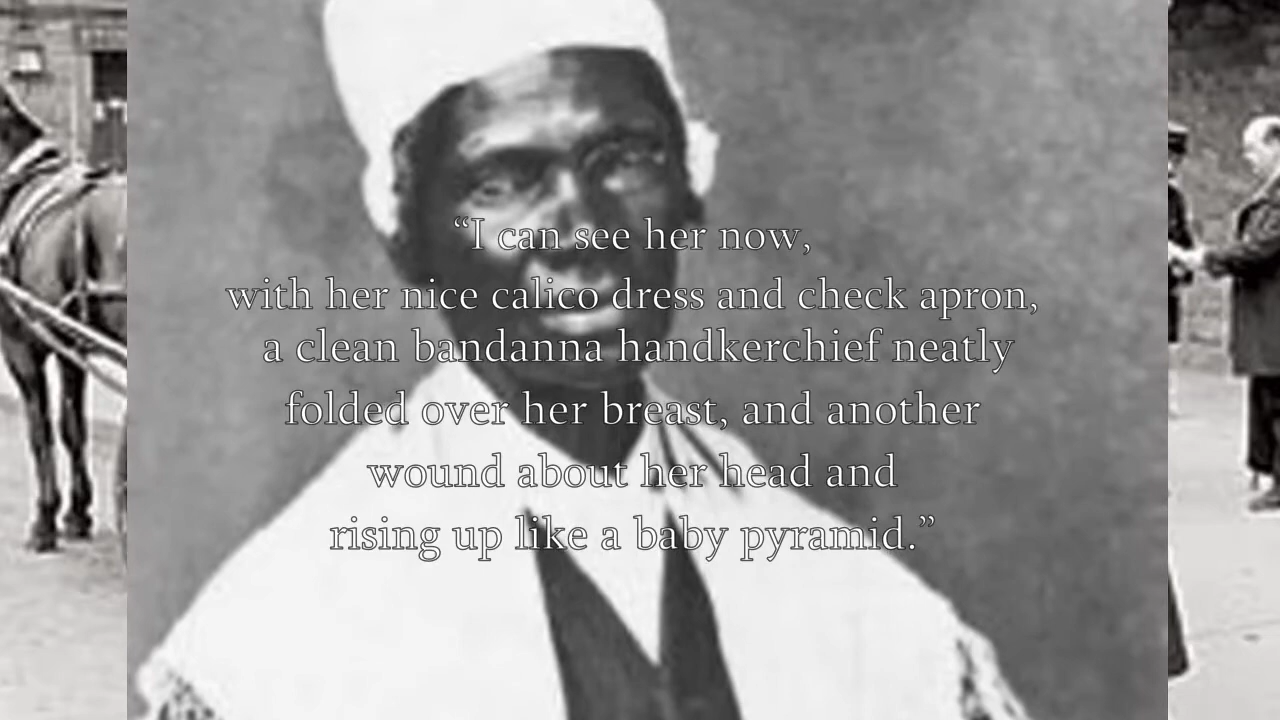 “I can see her now,
with her nice calico dress and check apron,
a clean bandanna handkerchief neatly
folded over her breast, and another
wound about her head and
rising up like a baby pyramid.”